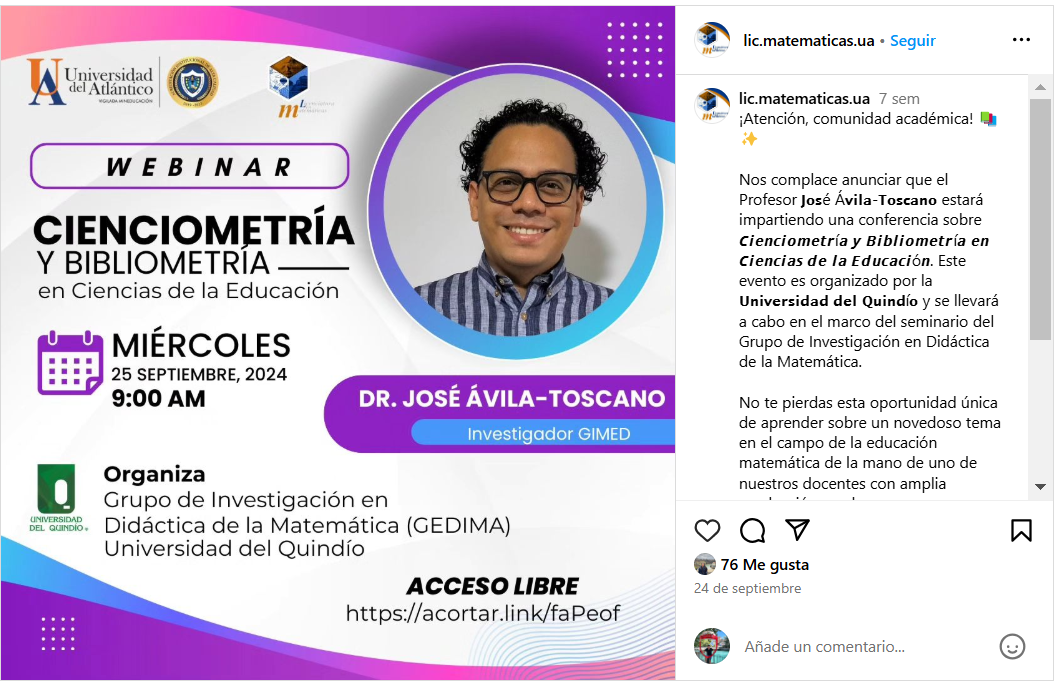 Universidad
del Atlántico
VIGILADA MINEDUCACIÓN
WEBINAR
CIENCIOMETRÍA
Y BIBLIOMETRÍA
en Ciencias de la Educación
MIÉRCOLES
25 SEPTIEMBRE, 2024
9:00 AM
DR. JOSÉ ÁVILA-TOSCANO
Investigador GIMED
UNIVERSIDAD
DEL QUINDÍO
Organiza
Grupo de Investigación en
Didáctica de la Matemática (GEDIMA)
Universidad del Quindío
ACCESO LIBRE
https://acortar.link/faPeof
lic.matematicas.ua • Seguir
lic.matematicas.ua 7 sem
¡Atención, comunidad académica!
Nos complace anunciar que el
Profesor José Ávila-Toscano estará
impartiendo una conferencia sobre
Cienciometría y Bibliometría en
Ciencias de la Educación. Este
evento es organizado por la
Universidad del Quindío y se llevará
a cabo en el marco del seminario del
Grupo de Investigación en Didáctica
de la Matemática.
No te pierdas esta oportunidad única
de aprender sobre un novedoso tema
en el campo de la educación
matemática de la mano de uno de
nuestros docentes con amplia
76 Me gusta
24 de septiembre
Añade un comentario...